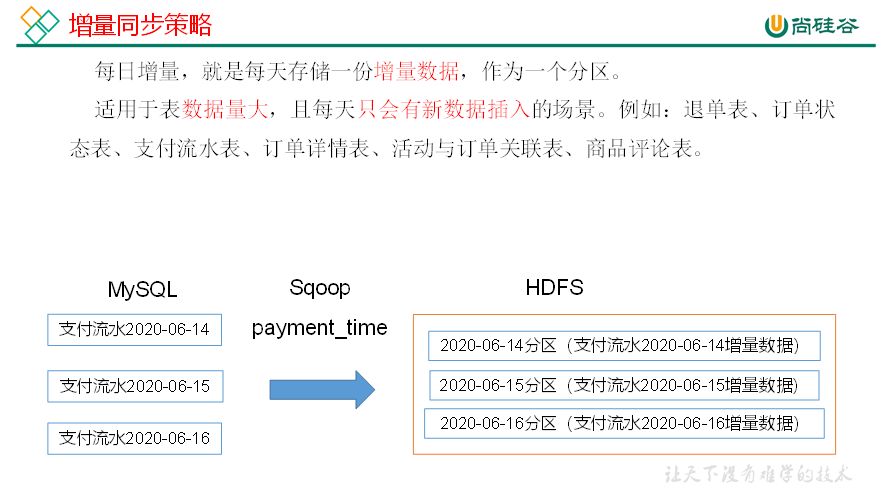 增量同步策略
尚硅谷
每日增量，就是每天存储一份增量数据，作为一个分区。
适用于表数据量大，且每天只会有新数据插入的场景。例如：退单表、订单状
态表、支付流水表、订单详情表、活动与订单关联表、商品评论表。
MySQL
Sqoop
HDFS
支付流水2020-06-14
payment_time
2020-06-14分区（支付流水2020-06-14增量数据）
支付流水2020-06-15
2020-06-15分区（支付流水2020-06-15增量数据）
支付流水2020-06-16
2020-06-16分区（支付流水2020-06-16增量数据）
让天下没有难学的技术